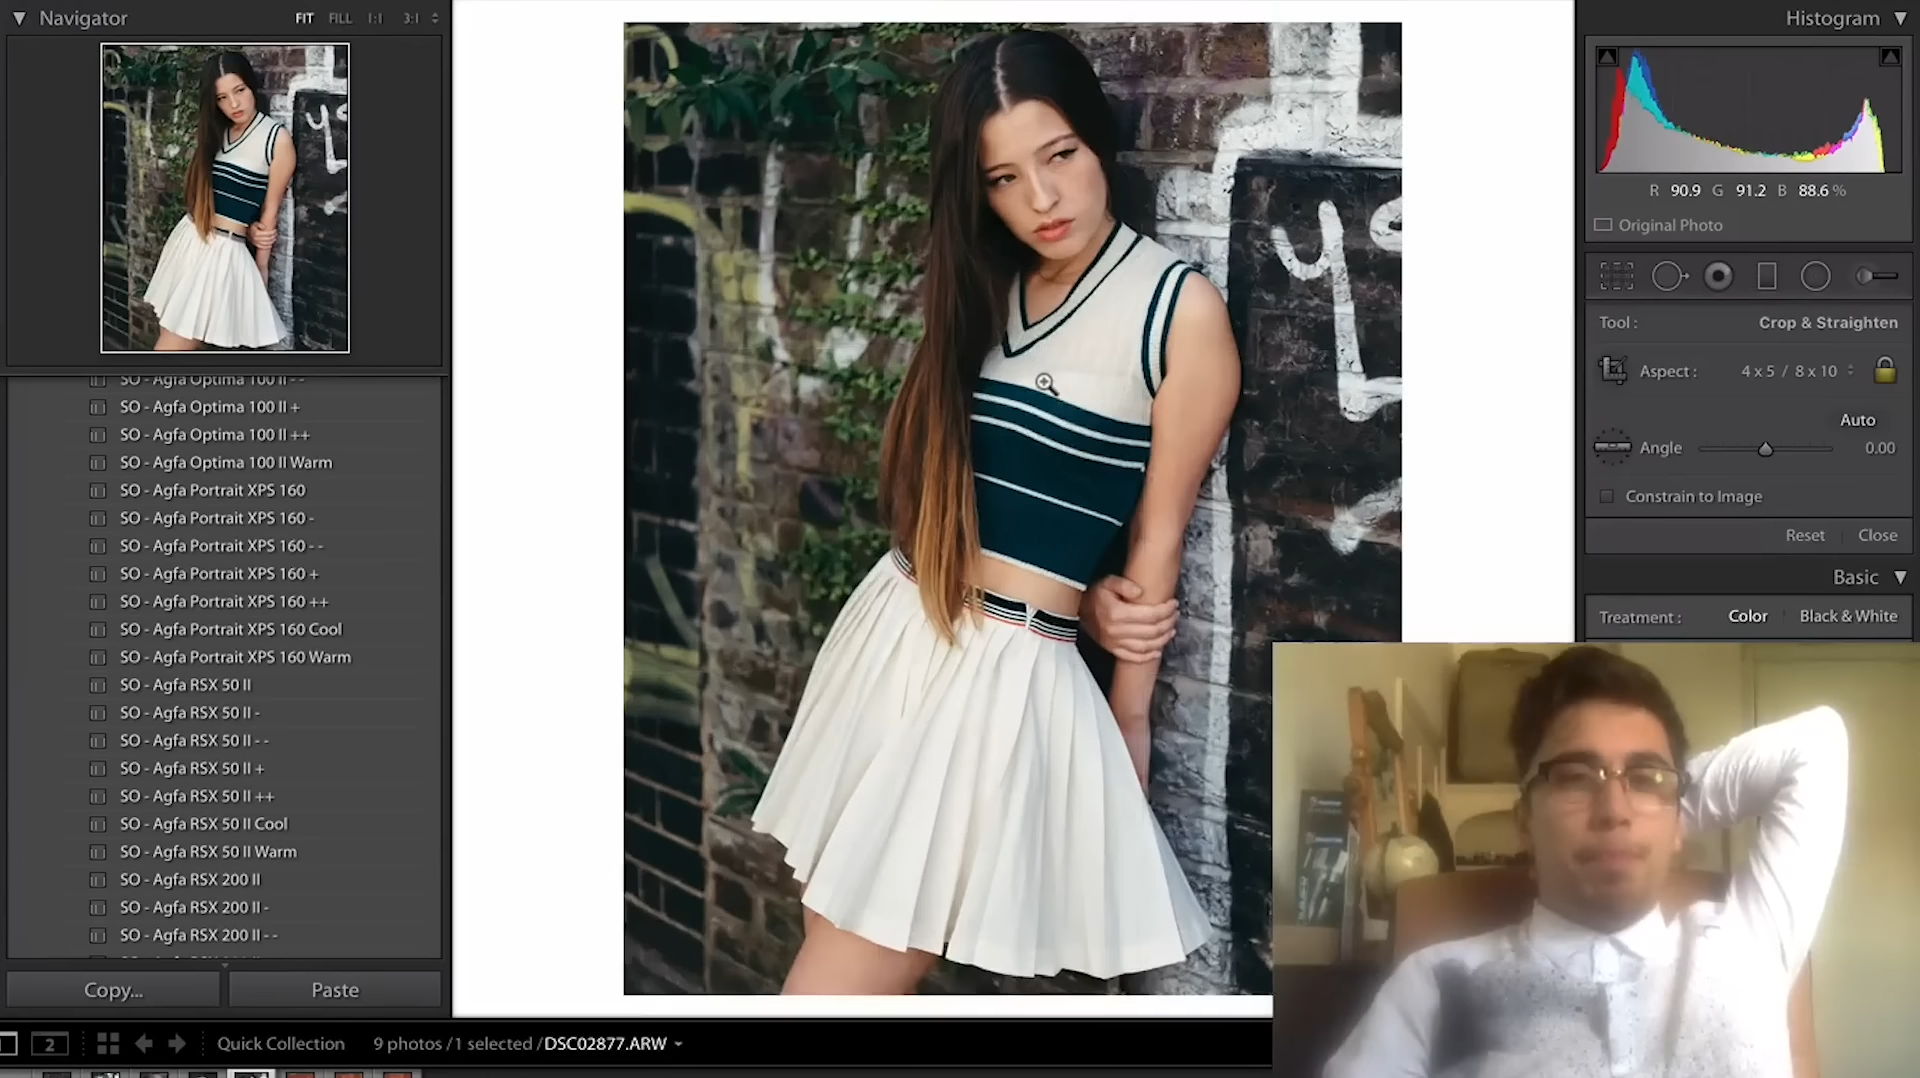 Navigator
FIT FILL 1:1 3:1
SO - Agfa Optima 100 II - -
SO - Agfa Optima 100 II +
SO - Agfa Optima 100 II ++
SO - Agfa Optima 100 II Warm
SO - Agfa Portrait XPS 160
SO - Agfa Portrait XPS 160 -
SO - Agfa Portrait XPS 160 - -
SO - Agfa Portrait XPS 160 +
SO - Agfa Portrait XPS 160 ++
SO - Agfa Portrait XPS 160 Cool
SO - Agfa Portrait XPS 160 Warm
SO - Agfa RSX 50 II
SO - Agfa RSX 50 II -
SO - Agfa RSX 50 II - -
SO - Agfa RSX 50 II +
SO - Agfa RSX 50 II ++
SO - Agfa RSX 50 II Cool
SO - Agfa RSX 50 II Warm
SO - Agfa RSX 200 II
SO - Agfa RSX 200 II -
SO - Agfa RSX 200 II - -
Copy... Paste
2 Quick Collection 9 photos / 1 selected / DSC02877.ARW
Histogram
R 90.9 G 91.2 B 88.6 %
Original Photo
Tool : Crop & Straighten
Aspect : 4 x 5 / 8 x 10
Auto
Angle 0.00
Constrain to Image
Reset Close
Basic
Treatment : Color Black & White